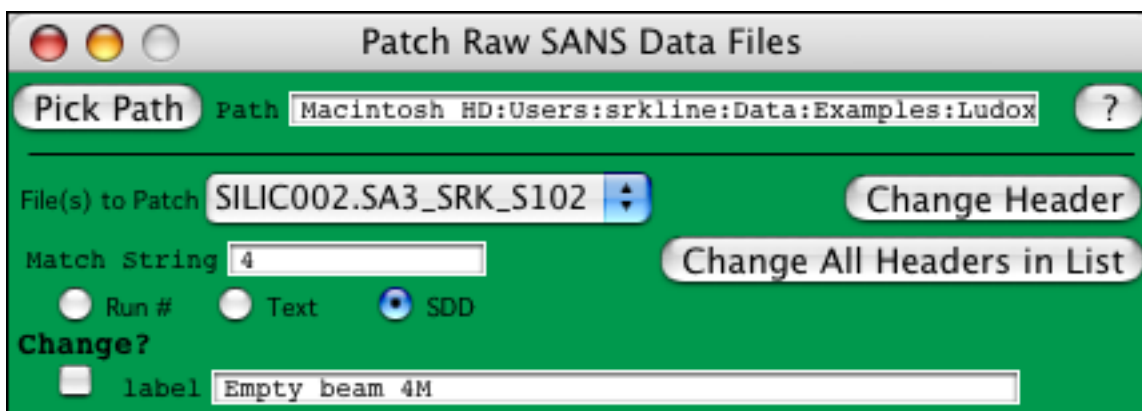 Patch Raw SANS Data Files
Pick Path Path Macintosh HD:Users:srkline:Data:Examples:Ludox ?
File(s) to Patch SILIC002.SA3_SRK_S102 Change Header
Match String 4 Change All Headers in List
Run # Text SDD
Change?
label Empty beam 4M